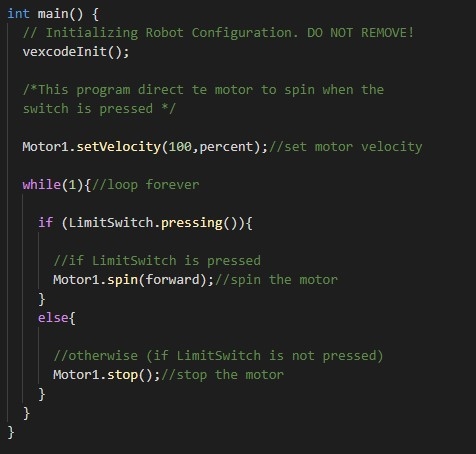 int main() {
// Initializing Robot Configuration. DO NOT REMOVE!
vexcodeInit();
/*This program direct te motor to spin when the
switch is pressed */
Motor1.setVelocity(100,percent);//set motor velocity
while(1){//loop forever
if (LimitSwitch.pressing()){
//if LimitSwitch is pressed
Motor1.spin(forward);//spin the motor
}
else{
//otherwise (if LimitSwitch is not pressed)
Motor1.stop();//stop the motor
}
}
}